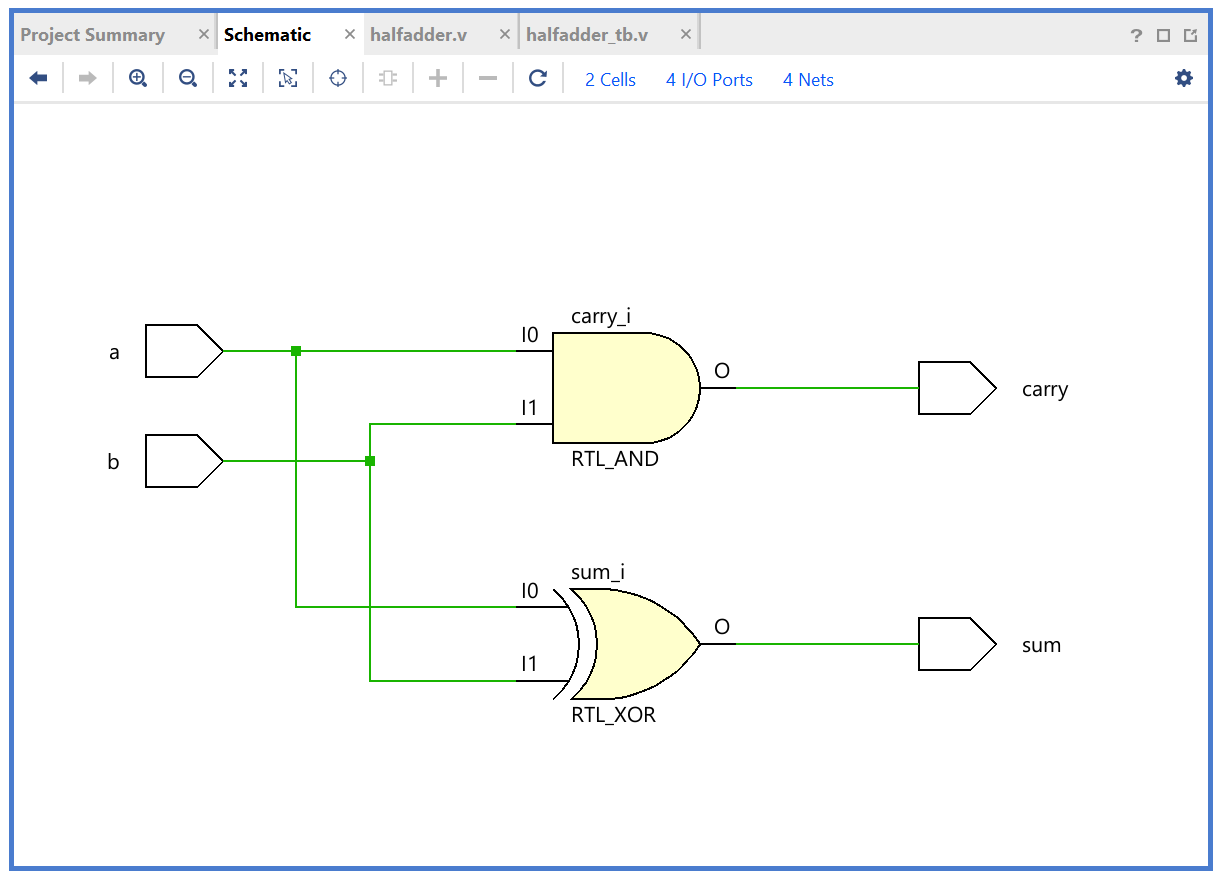 Project Summary × Schematic × halfadder.v × halfadder_tb.v × ?
2 Cells 4 I/O Ports 4 Nets
carry_i
I0
a
O
carry
I1
b
RTL_AND
sum_i
I0
O
sum
I1
RTL_XOR